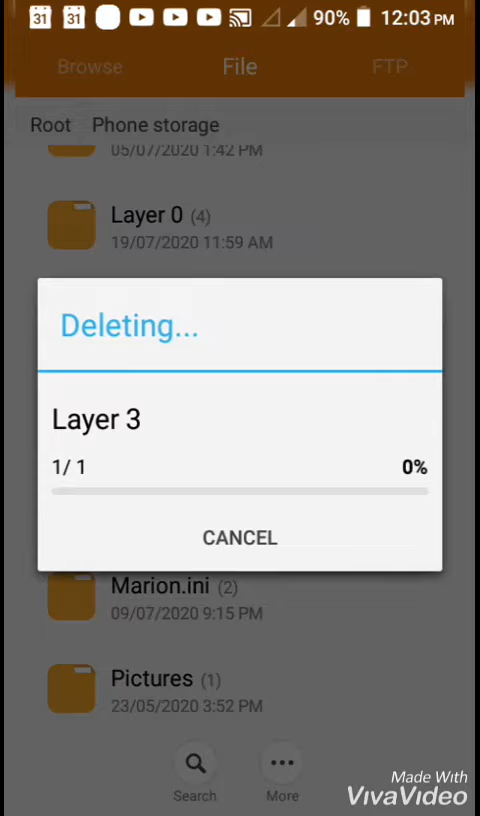 31 31 90% 12:03 PM
Browse File FTP
Root Phone storage
05/07/2020 1:42 PM
Layer 0 (4)
19/07/2020 11:59 AM
Deleting...
Layer 3
1/ 1 0%
CANCEL
Marion.ini (2)
09/07/2020 9:15 PM
Pictures (1)
23/05/2020 3:52 PM
Search More
Made With
VivaVideo